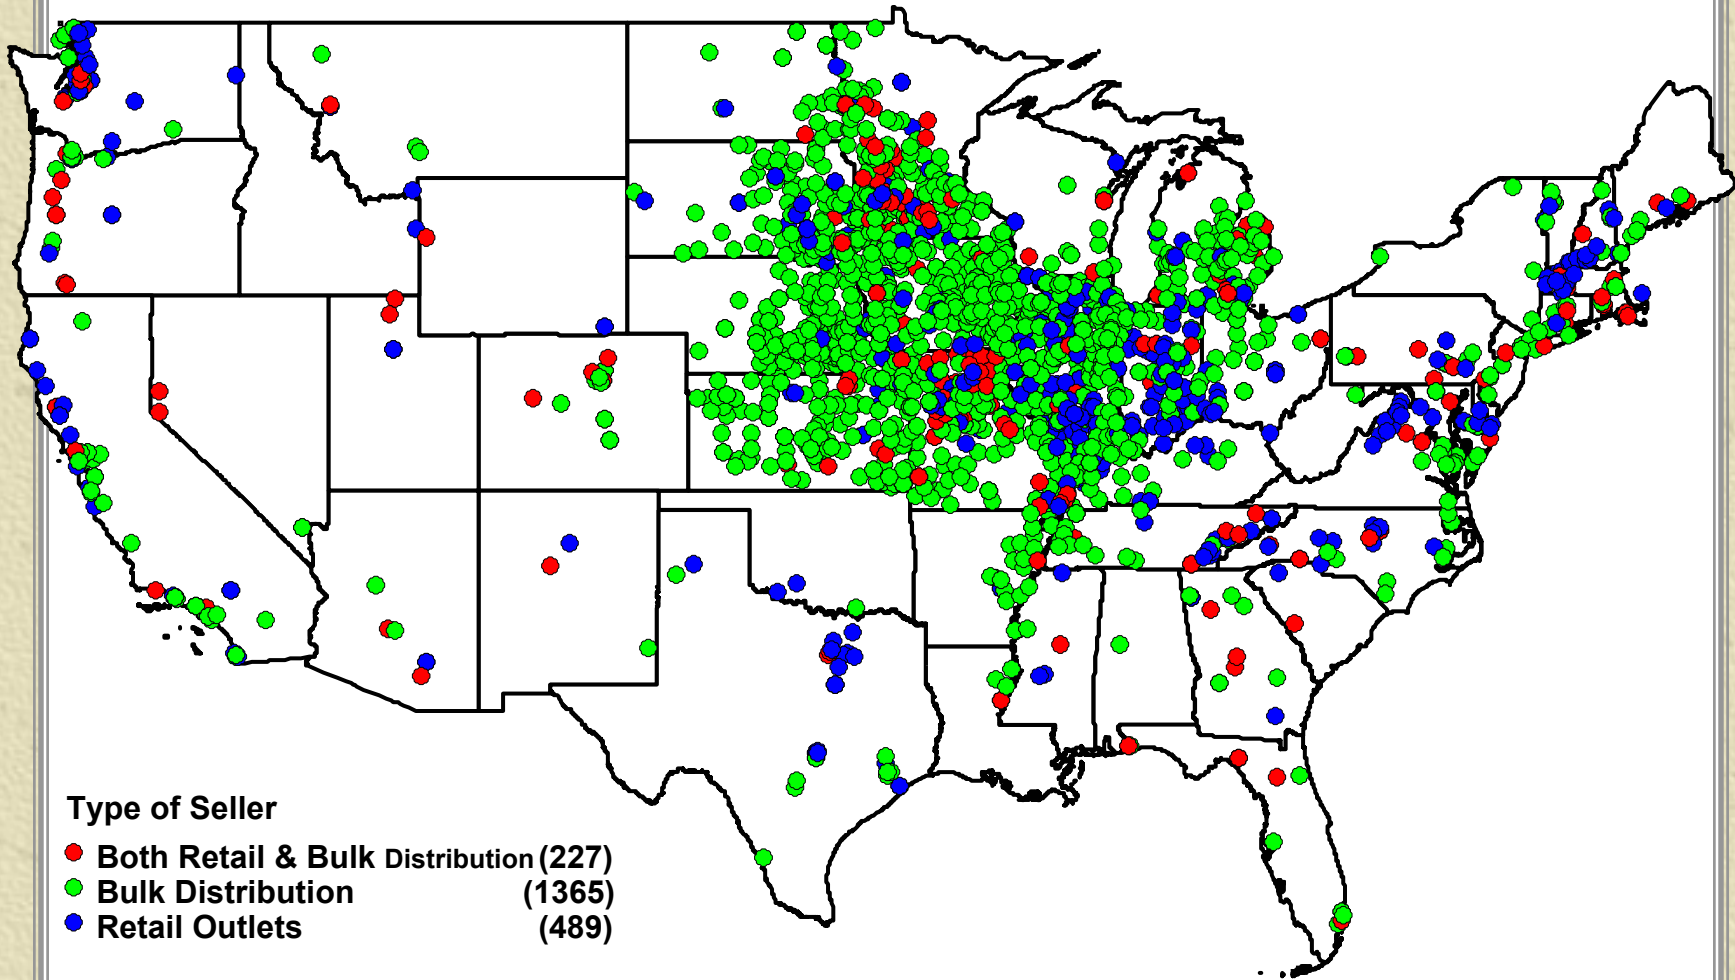 Type of Seller
Both Retail & Bulk Distribution (227)
Bulk Distribution (1365)
Retail Outlets (489)